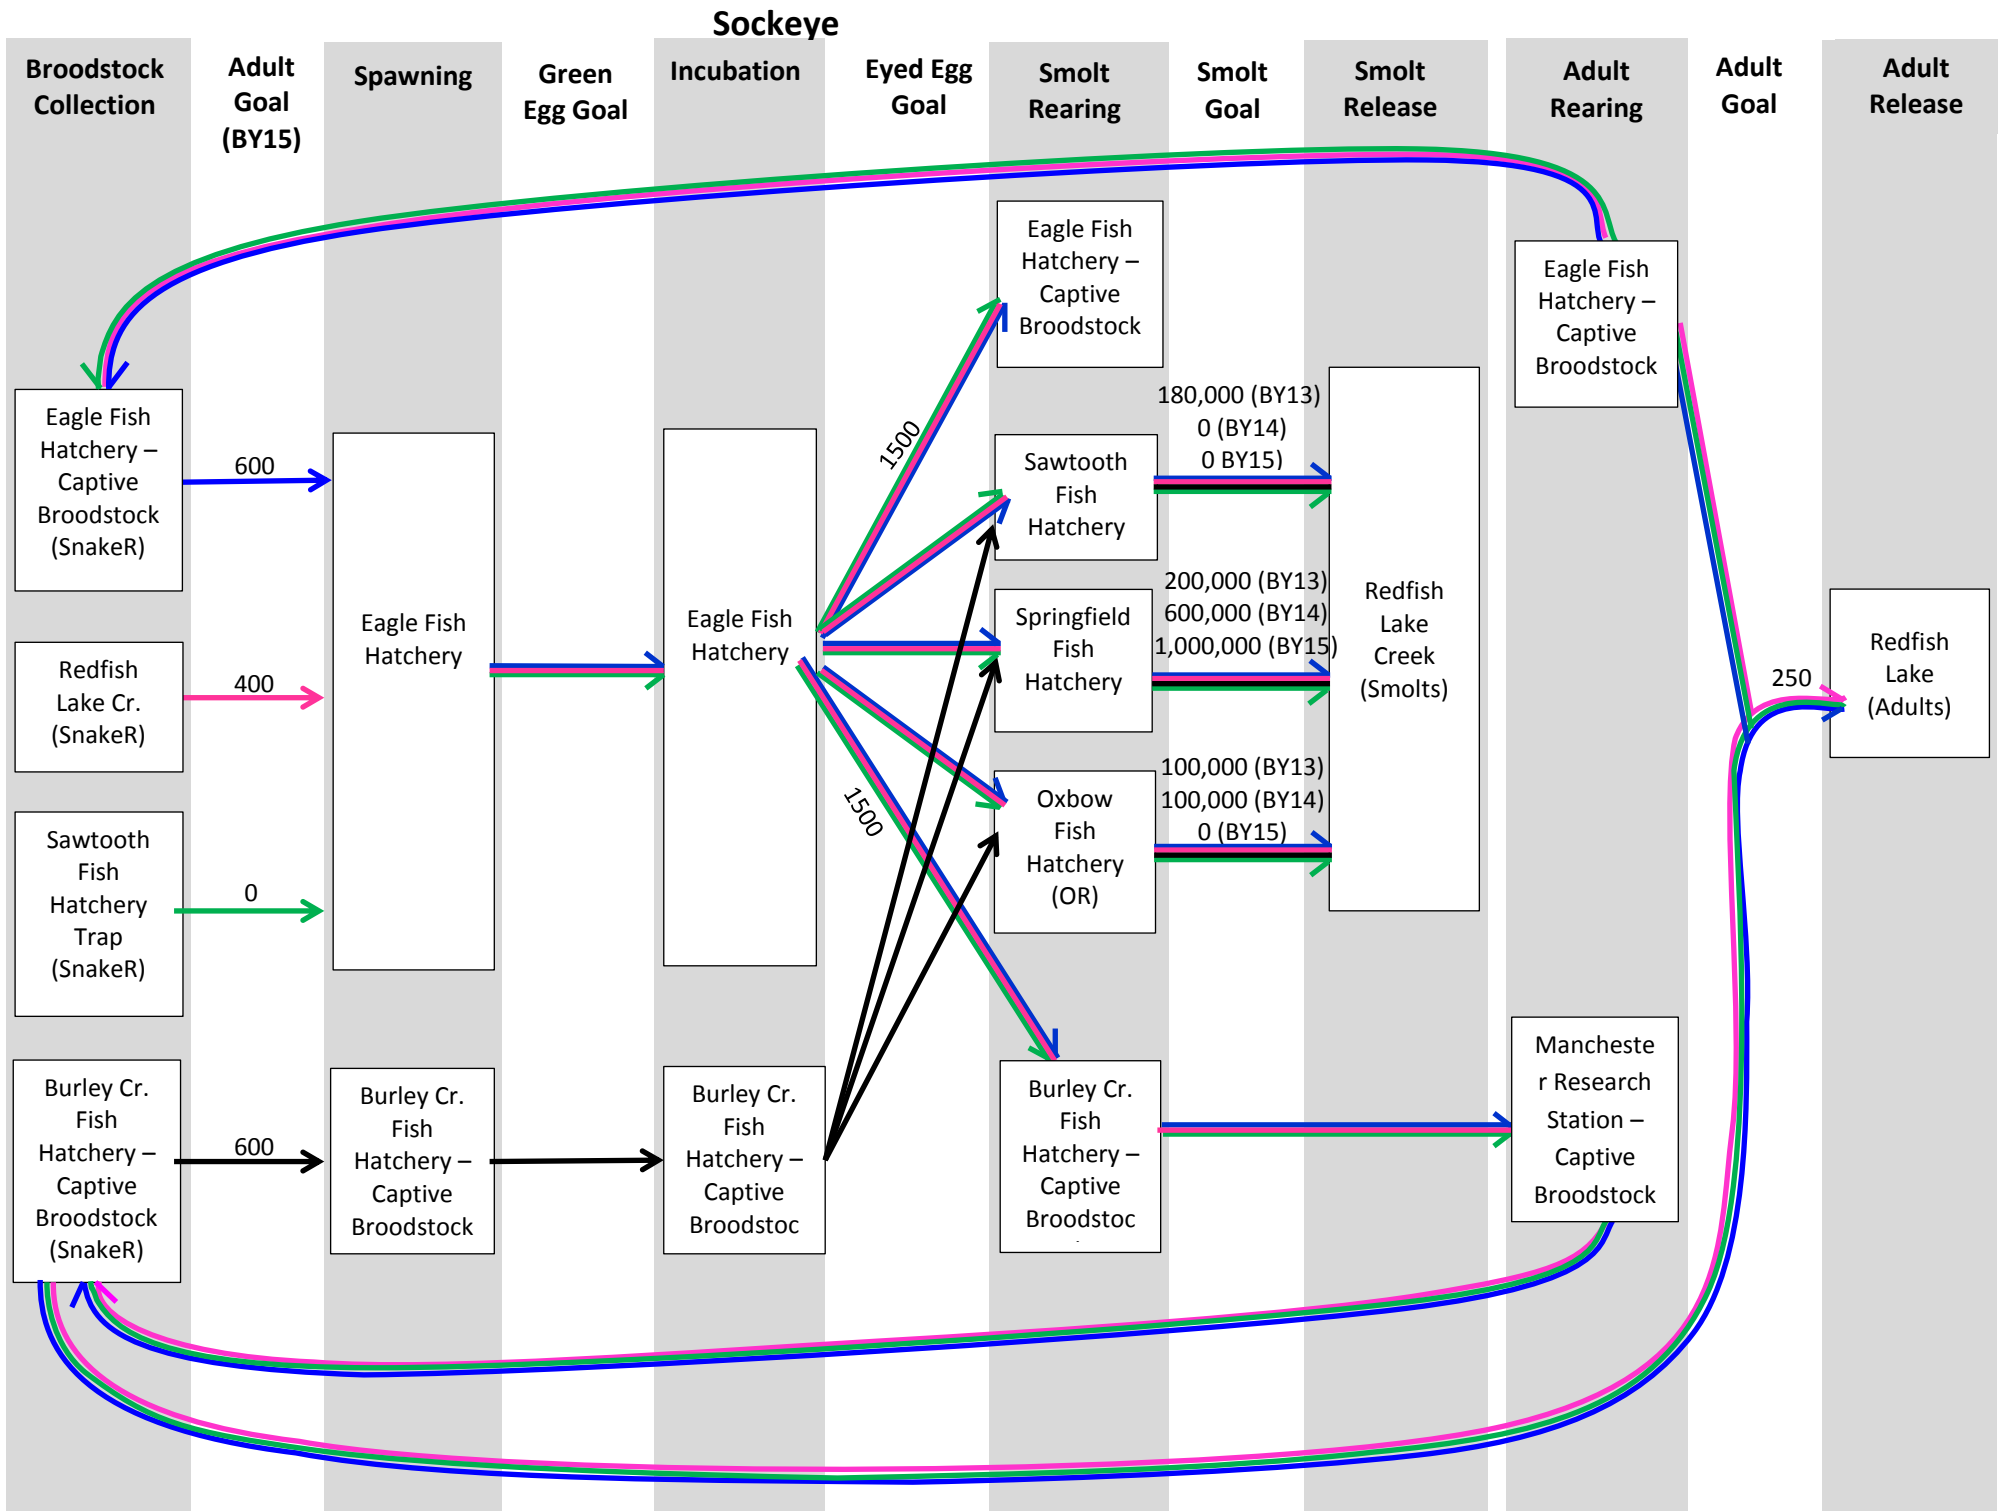 Sockeye
Broodstock
Collection
Adult
Goal
(BY15)
Spawning
Green
Egg Goal
Incubation
Eyed Egg
Goal
Smolt
Rearing
Smolt
Goal
Smolt
Release
Adult
Rearing
Adult
Goal
Adult
Release
Eagle Fish
Hatchery –
Captive
Broodstock
(SnakeR)
600
Redfish
Lake Cr.
(SnakeR)
400
Sawtooth
Fish
Hatchery
Trap
(SnakeR)
0
Burley Cr.
Fish
Hatchery –
Captive
Broodstock
(SnakeR)
600
Eagle Fish
Hatchery
Burley Cr.
Fish
Hatchery –
Captive
Broodstock
Eagle Fish
Hatchery
Burley Cr.
Fish
Hatchery –
Captive
Broodstoc
1500
1500
Eagle Fish
Hatchery –
Captive
Broodstock
Sawtooth
Fish
Hatchery
Springfield
Fish
Hatchery
Oxbow
Fish
Hatchery
(OR)
Burley Cr.
Fish
Hatchery –
Captive
Broodstoc
180,000 (BY13)
0 (BY14)
0 BY15)
200,000 (BY13)
600,000 (BY14)
1,000,000 (BY15)
100,000 (BY13)
100,000 (BY14)
0 (BY15)
Redfish
Lake
Creek
(Smolts)
Eagle Fish
Hatchery –
Captive
Broodstock
Mancheste
r Research
Station –
Captive
Broodstock
250
Redfish
Lake
(Adults)